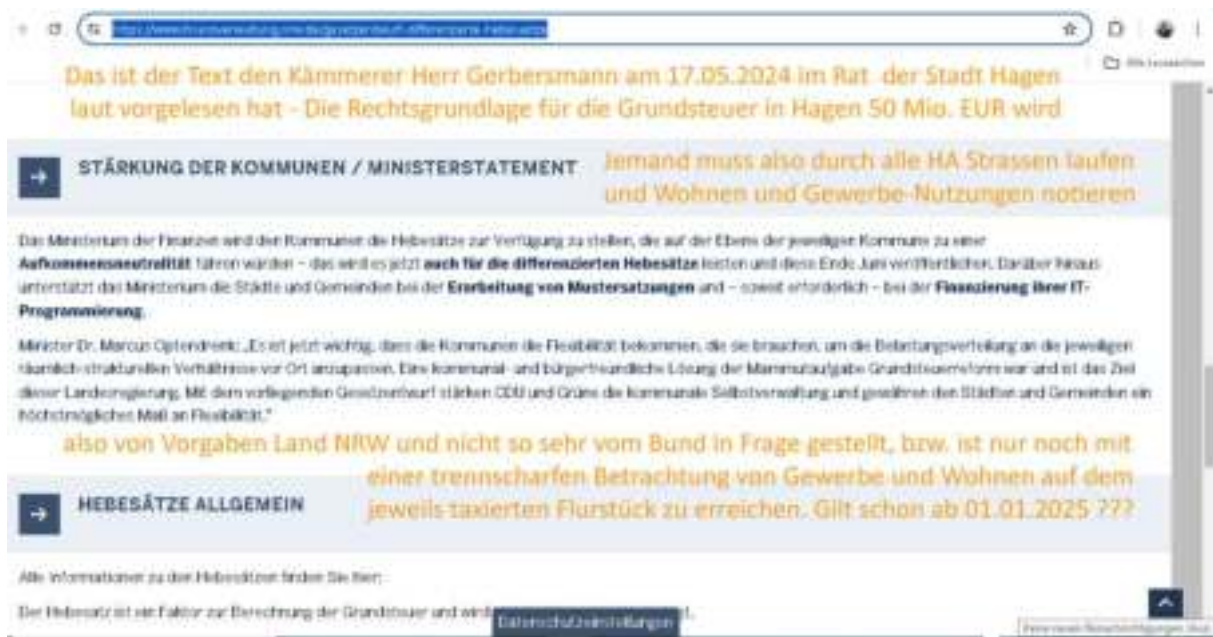 Das ist der Text den Kämmerer Herr Gerbersmann am 17.05.2024 im Rat der Stadt Hagen
laut vorgelesen hat - Die Rechtsgrundlage für die Grundsteuer in Hagen 50 Mio. EUR wird
STÄRKUNG DER KOMMUNEN / MINISTERSTATEMENT
Jemand muss also durch alle HA Strassen laufen
und Wohnen und Gewerbe-Nutzungen notieren
Das Ministerium der Finanzen wird den Kommunen die Hebesätze zur Verfügung zu stellen, die auf der Ebene der jeweiligen Kommune zu einer
Aufkommensneutralität führen würden – das wird es jetzt auch für die differenzierten Hebesätze leisten und diese Ende Juni veröffentlichen. Darüber hinaus
unterstützt das Ministerium die Städte und Gemeinden bei der Erarbeitung von Mustersatzungen und – soweit erforderlich – bei der Finanzierung ihrer IT-
Programmierung.
Minister Dr. Marcus Optendrenk: „Es ist jetzt wichtig, dass die Kommunen die Flexibilität bekommen, die sie brauchen, um die Belastungsverteilung an die jeweiligen
räumlich-strukturellen Verhältnisse vor Ort anzupassen. Eine kommunal- und bürgerfreundliche Lösung der Mammutaufgabe Grundsteuerreform war und ist das Ziel
dieser Landesregierung. Mit dem vorliegenden Gesetzentwurf stärken CDU und Grüne die kommunale Selbstverwaltung und gewähren den Städten und Gemeinden ein
höchstmögliches Maß an Flexibilität."
also von Vorgaben Land NRW und nicht so sehr vom Bund in Frage gestellt, bzw. ist nur noch mit
einer trennscharfen Betrachtung von Gewerbe und Wohnen auf dem
jeweils taxierten Flurstück zu erreichen. Gilt schon ab 01.01.2025 ???
HEBESÄTZE ALLGEMEIN
Alle Informationen zu den Hebesätzen finden Sie hier:
Der Hebesatz ist ein Faktor zur Berechnung der Grundsteuer und wird
Datenschutzeinstellungen